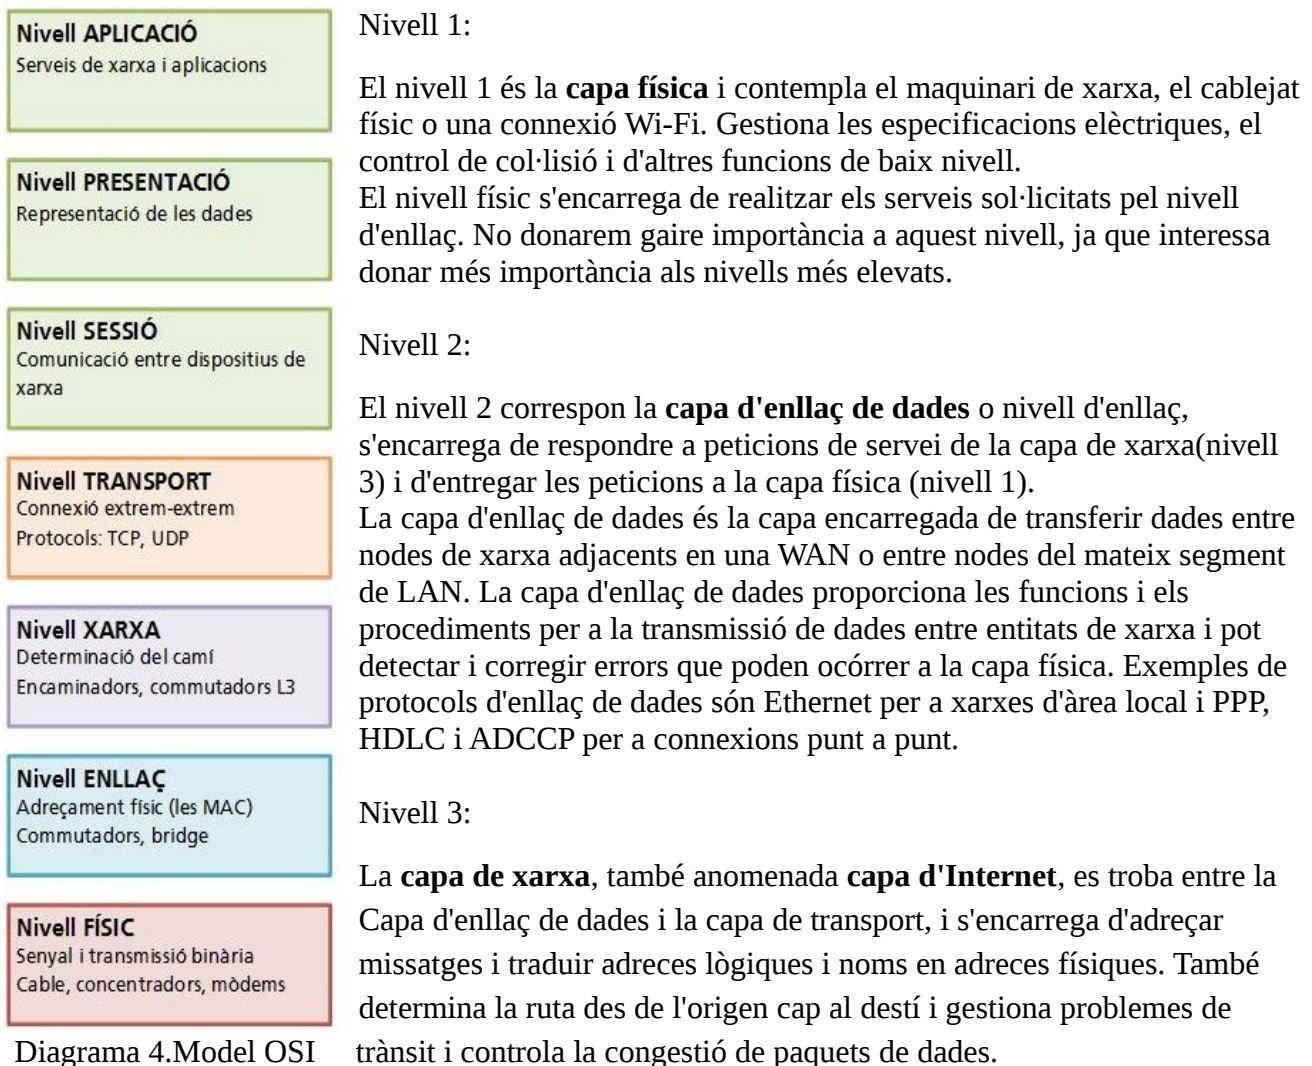 Nivell APLICACIÓ
Serveis de xarxa i aplicacions
Nivell PRESENTACIÓ
Representació de les dades
Nivell SESSIÓ
Comunicació entre dispositius de
xarxa
Nivell TRANSPORT
Connexió extrem-extrem
Protocols: TCP, UDP
Nivell XARXA
Determinació del camí
Encaminadors, commutadors L3
Nivell ENLLAÇ
Adreçament físic (les MAC)
Commutadors, bridge
Nivell FÍSIC
Senyal i transmissió binària
Cable, concentradors, mòdems
Diagrama 4.Model OSI
Nivell 1:
El nivell 1 és la capa física i contempla el maquinari de xarxa, el cablejat
físic o una connexió Wi-Fi. Gestiona les especificacions elèctriques, el
control de col·lisió i d'altres funcions de baix nivell.
El nivell físic s'encarrega de realitzar els serveis sol·licitats pel nivell
d'enllaç. No donarem gaire importància a aquest nivell, ja que interessa
donar més importància als nivells més elevats.
Nivell 2:
El nivell 2 correspon la capa d'enllaç de dades o nivell d'enllaç,
s'encarrega de respondre a peticions de servei de la capa de xarxa(nivell
3) i d'entregar les peticions a la capa física (nivell 1).
La capa d'enllaç de dades és la capa encarregada de transferir dades entre
nodes de xarxa adjacents en una WAN o entre nodes del mateix segment
de LAN. La capa d'enllaç de dades proporciona les funcions i els
procediments per a la transmissió de dades entre entitats de xarxa i pot
detectar i corregir errors que poden ocórrer a la capa física. Exemples de
protocols d'enllaç de dades són Ethernet per a xarxes d'àrea local i PPP,
HDLC i ADCCP per a connexions punt a punt.
Nivell 3:
La capa de xarxa, també anomenada capa d'Internet, es troba entre la
Capa d'enllaç de dades i la capa de transport, i s'encarrega d'adreçar
missatges i traduir adreces lògiques i noms en adreces físiques. També
determina la ruta des de l'origen cap al destí i gestiona problemes de
trànsit i controla la congestió de paquets de dades.